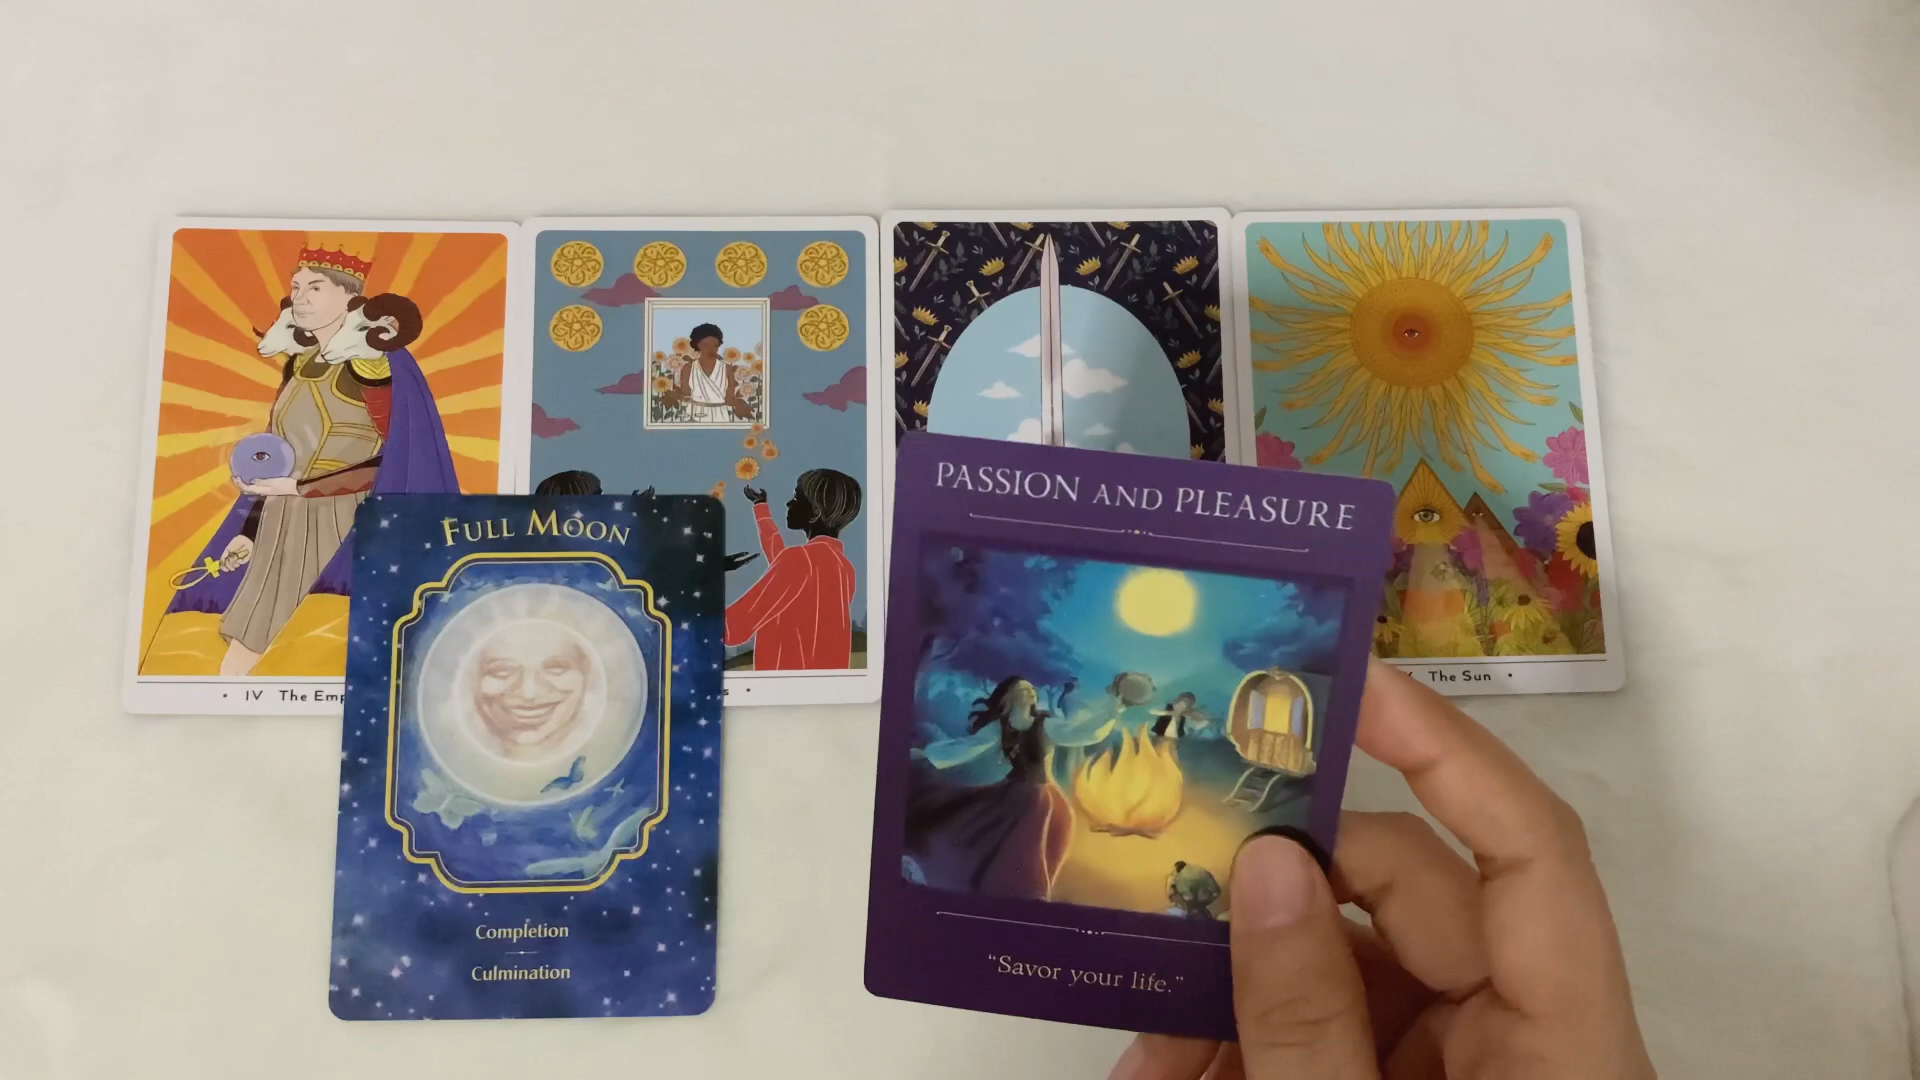 • IV The Emp
s •
The Sun •
FULL MOON
Completion
Culmination
PASSION AND PLEASURE
“Savor your life.”